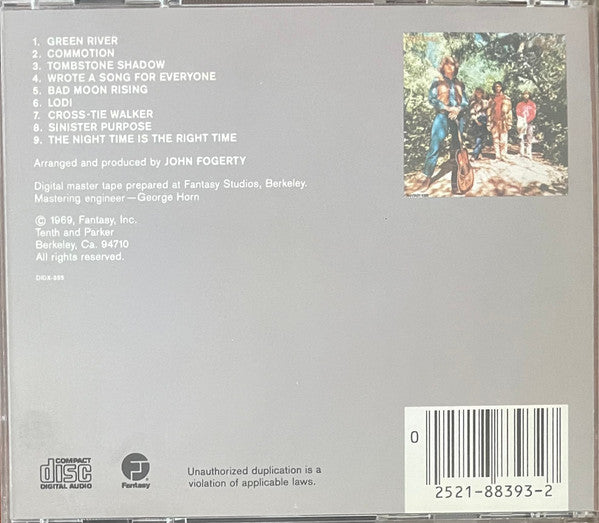 1. GREEN RIVER
2. COMMOTION
3. TOMBSTONE SHADOW
4. WROTE A SONG FOR EVERYONE
5. BAD MOON RISING
6. LODI
7. CROSS-TIE WALKER
8. SINISTER PURPOSE
9. THE NIGHT TIME IS THE RIGHT TIME
Arranged and produced by JOHN FOGERTY
Digital master tape prepared at Fantasy Studios, Berkeley.
Mastering engineer—George Horn
© 1969, Fantasy, Inc.
Tenth and Parker
Berkeley, Ca. 94710
All rights reserved.
COMPACT
disc
DIGITAL AUDIO
F
Fantasy
Unauthorized duplication is a
violation of applicable laws.
0
2521-88393-2